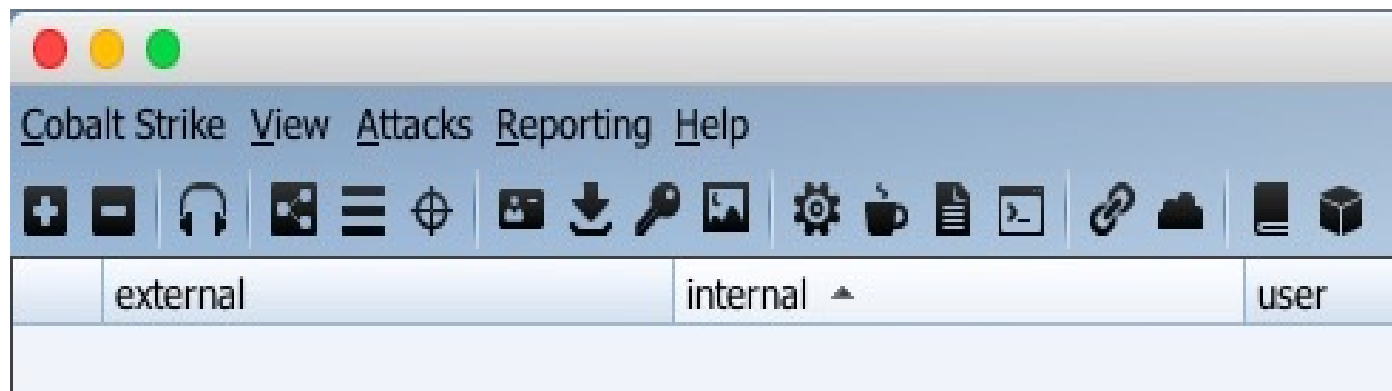 Cobalt Strike View Attacks Reporting Help
external internal user